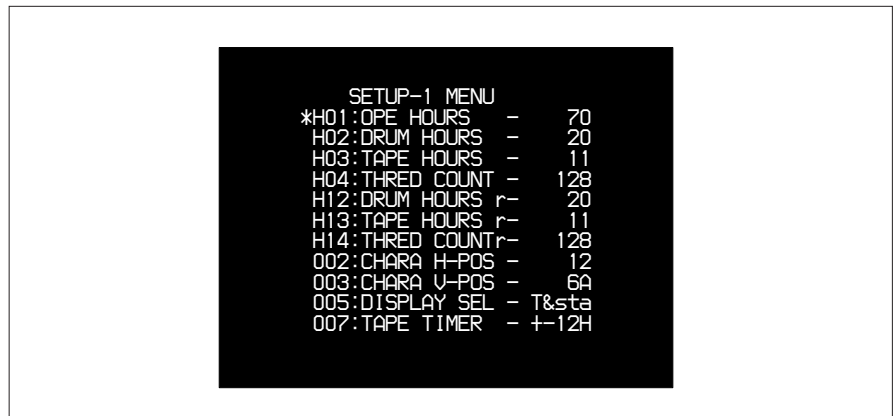 SETUP-1 MENU
*H01:OPE HOURS - 70
H02:DRUM HOURS - 20
H03:TAPE HOURS - 11
H04:THRED COUNT - 128
H12:DRUM HOURS r- 20
H13:TAPE HOURS r- 11
H14:THRED COUNTr- 128
002:CHARA H-POS - 12
003:CHARA V-POS - 6A
005:DISPLAY SEL - T&sta
007:TAPE TIMER - +-12H